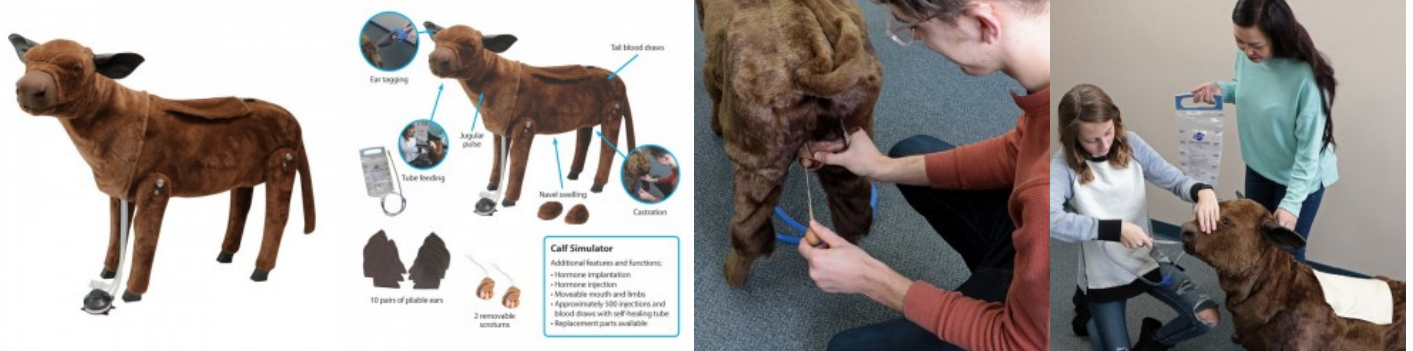 Ear tagging
Tail blood draws
Jugular
pulse
Tube feeding
Navel swelling
Castration
10 pairs of pliable ears
2 removable
scrotums
Calf Simulator
Additional features and functions:
• Hormone implantation
• Hormone injection
• Moveable mouth and limbs
• Approximately 500 injections and
blood draws with self-healing tube
• Replacement parts available